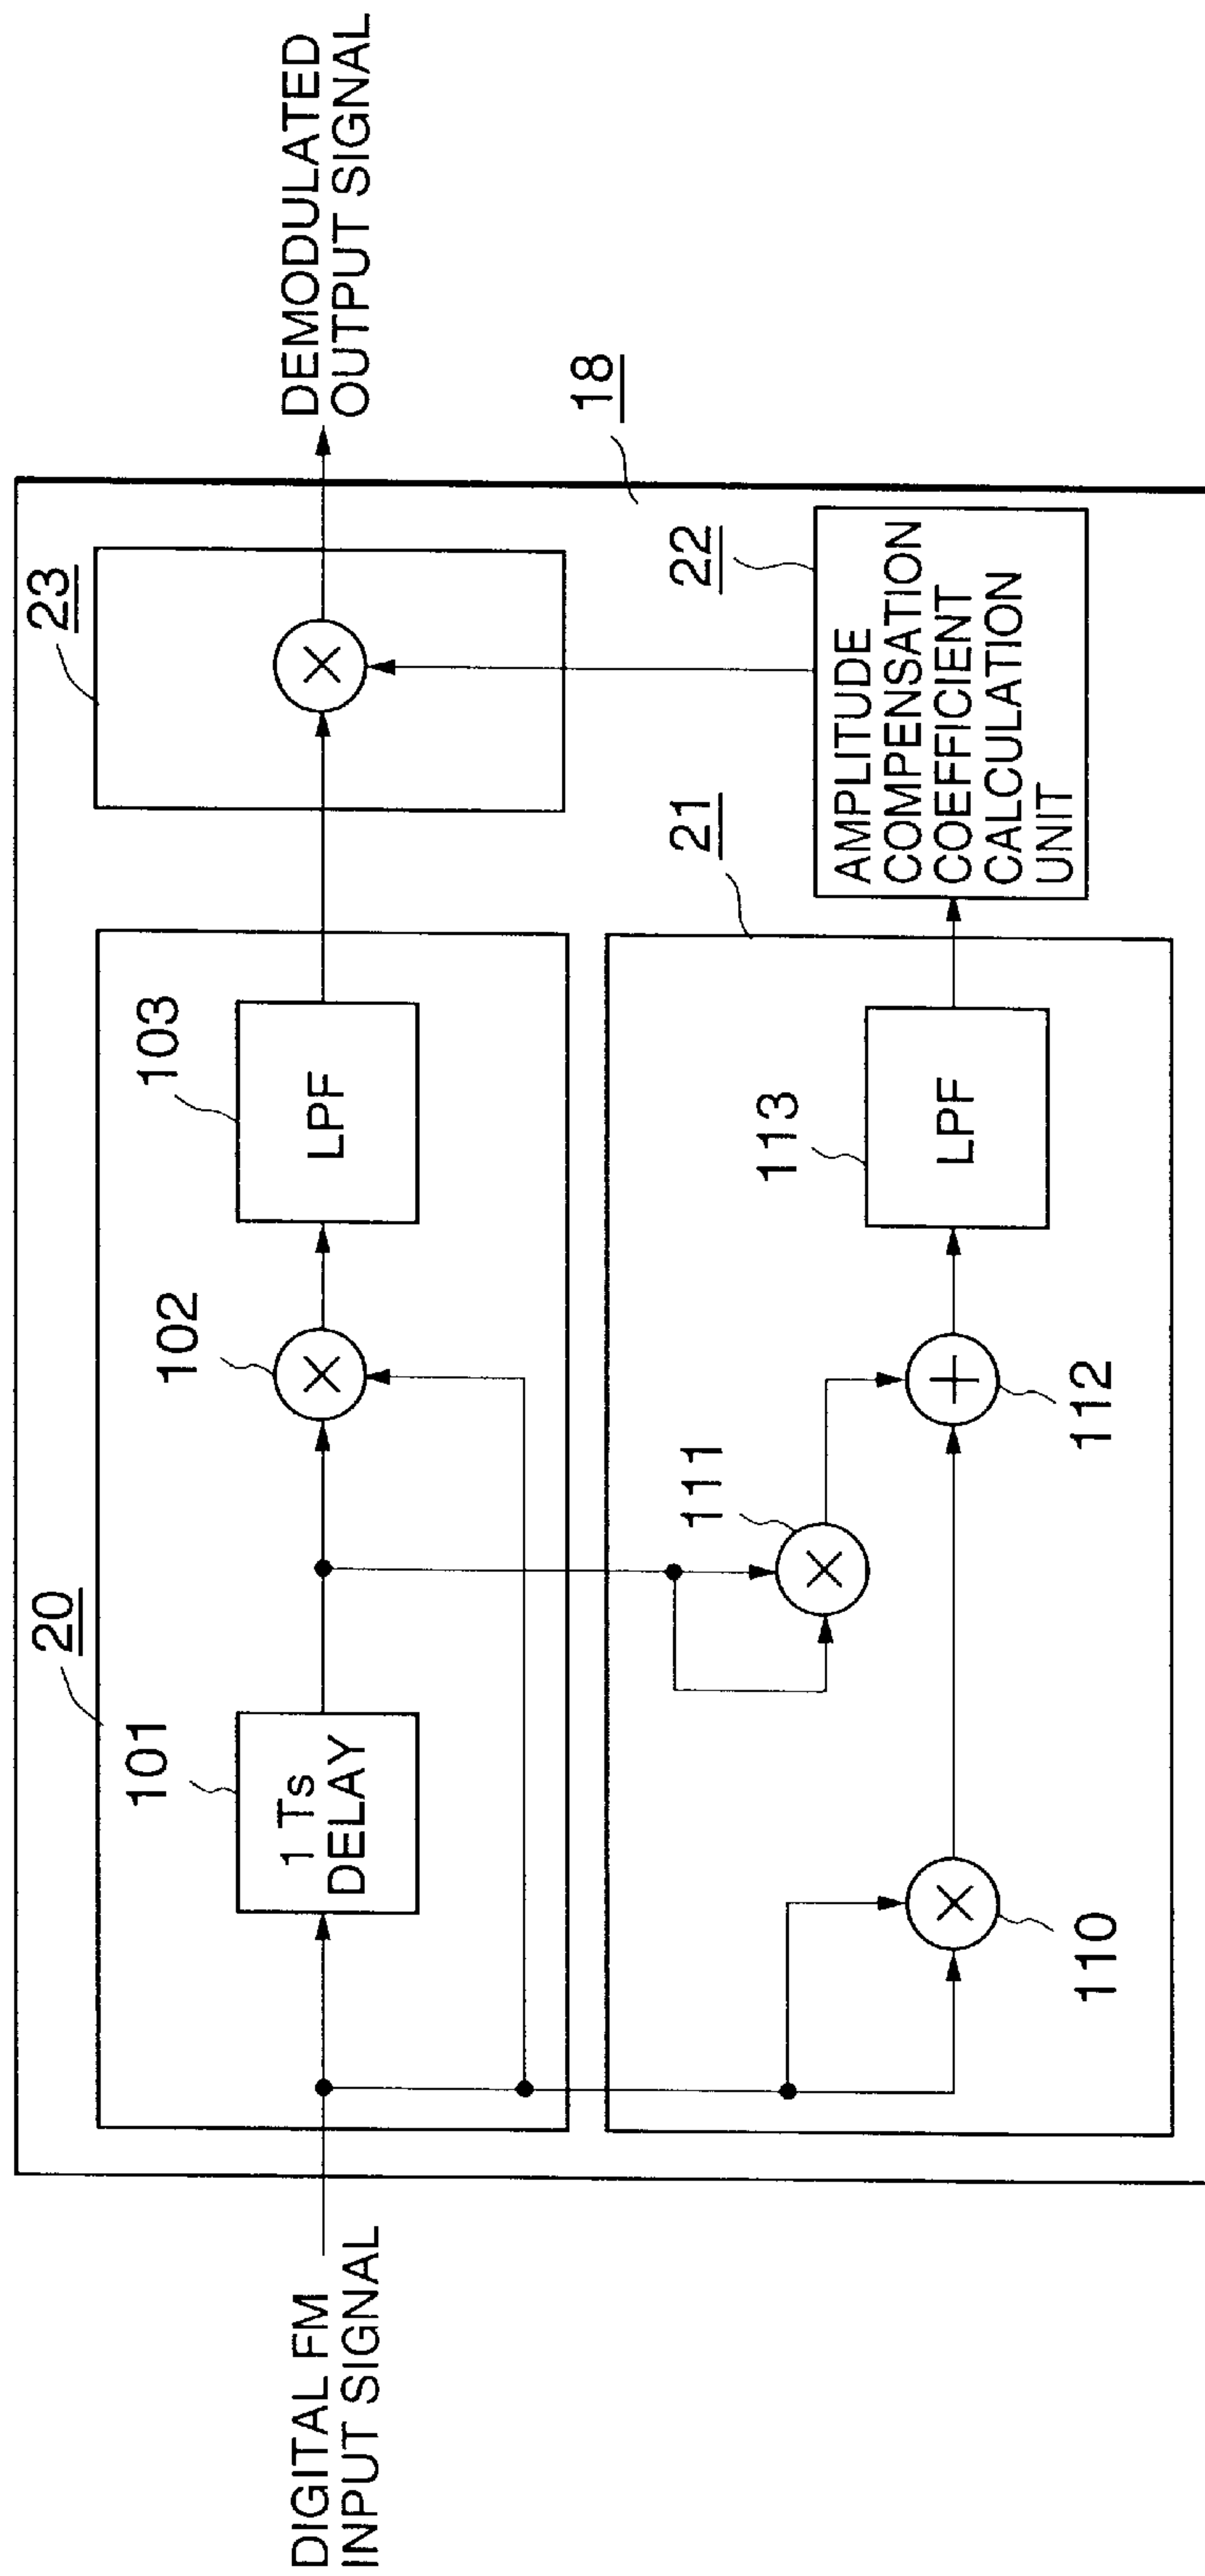 DIGITAL FM
INPUT SIGNAL
20
101
1 Ts
DELAY
102
103
LPF
23
DEMODULATED
OUTPUT SIGNAL
18
110
111
112
113
LPF
21
22
AMPLITUDE
COMPENSATION
COEFFICIENT
CALCULATION
UNIT